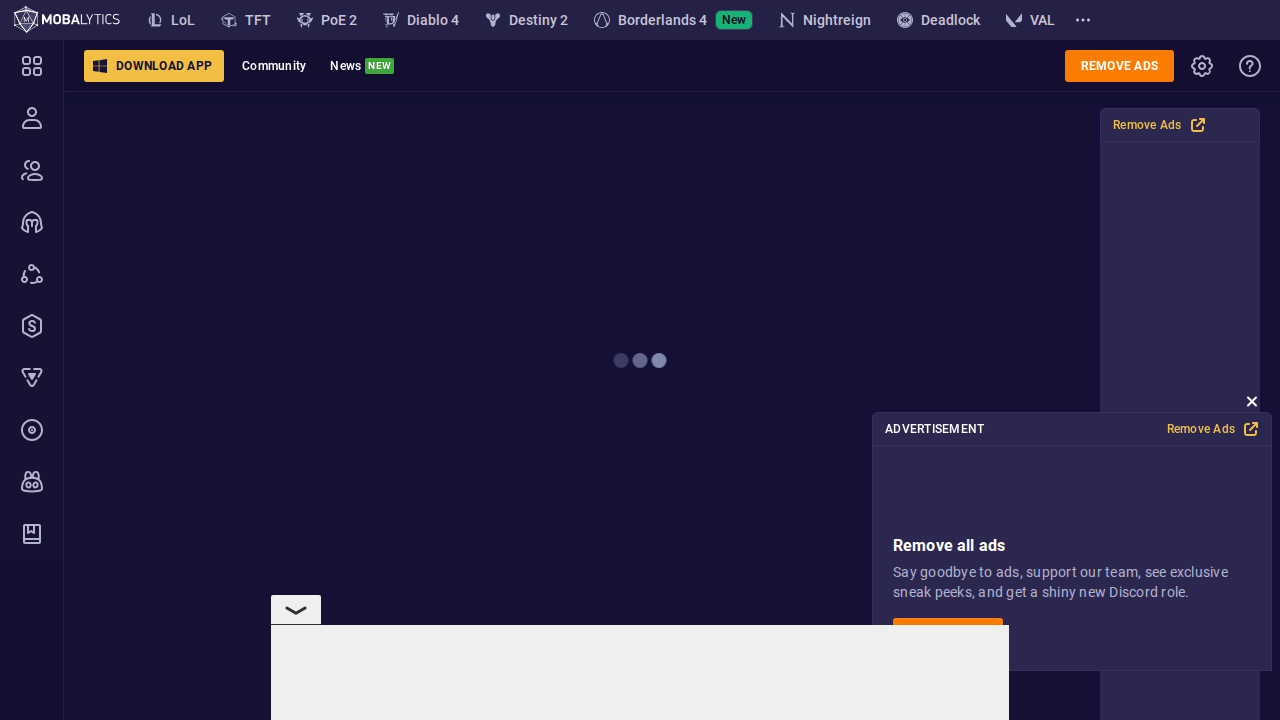 MOBALYTICS LoL TFT PoE 2 Diablo 4 Destiny 2 Borderlands 4 New Nightreign Deadlock VAL
DOWNLOAD APP Community News NEW REMOVE ADS
Remove Ads
ADVERTISEMENT Remove Ads
Remove all ads
Say goodbye to ads, support our team, see exclusive
sneak peeks, and get a shiny new Discord role.